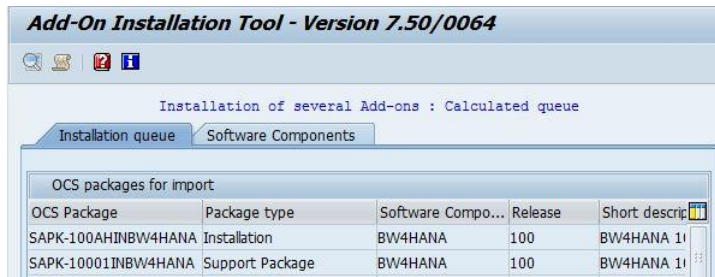 Add-On Installation Tool - Version 7.50/0064
Installation of several Add-ons : Calculated queue
Installation queue Software Components
OCS packages for import
OCS Package Package type Software Compo... Release Short descrip
SAPK-100AHINBW4HANA Installation BW4HANA 100 BW4HANA
SAPK-10001INBW4HANA Support Package BW4HANA 100 BW4HANA